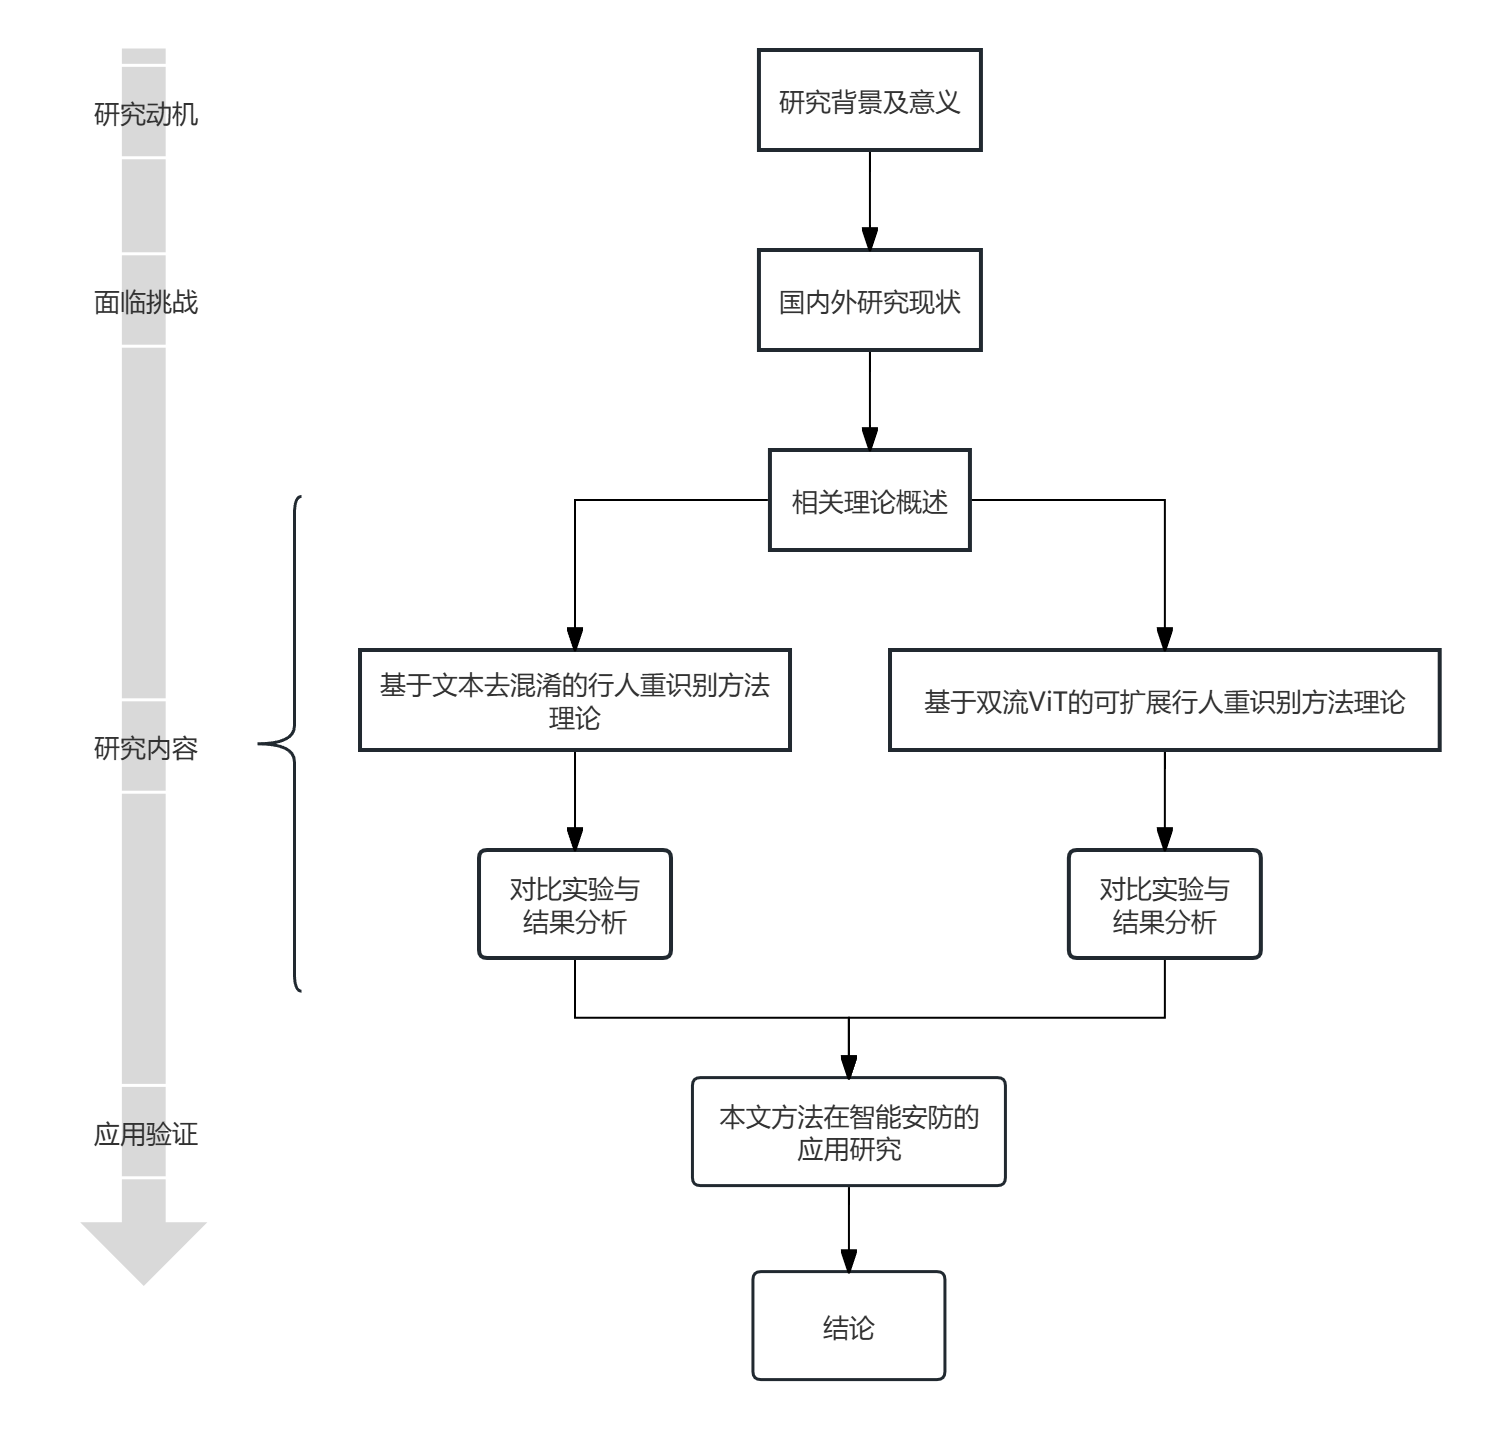 研究动机
研究背景及意义
面临挑战
国内外研究现状
相关理论概述
基于文本去混淆的行人重识别方法
理论
基于双流ViT的可扩展行人重识别方法理论
研究内容
对比实验与
结果分析
对比实验与
结果分析
应用验证
本文方法在智能安防的
应用研究
结论